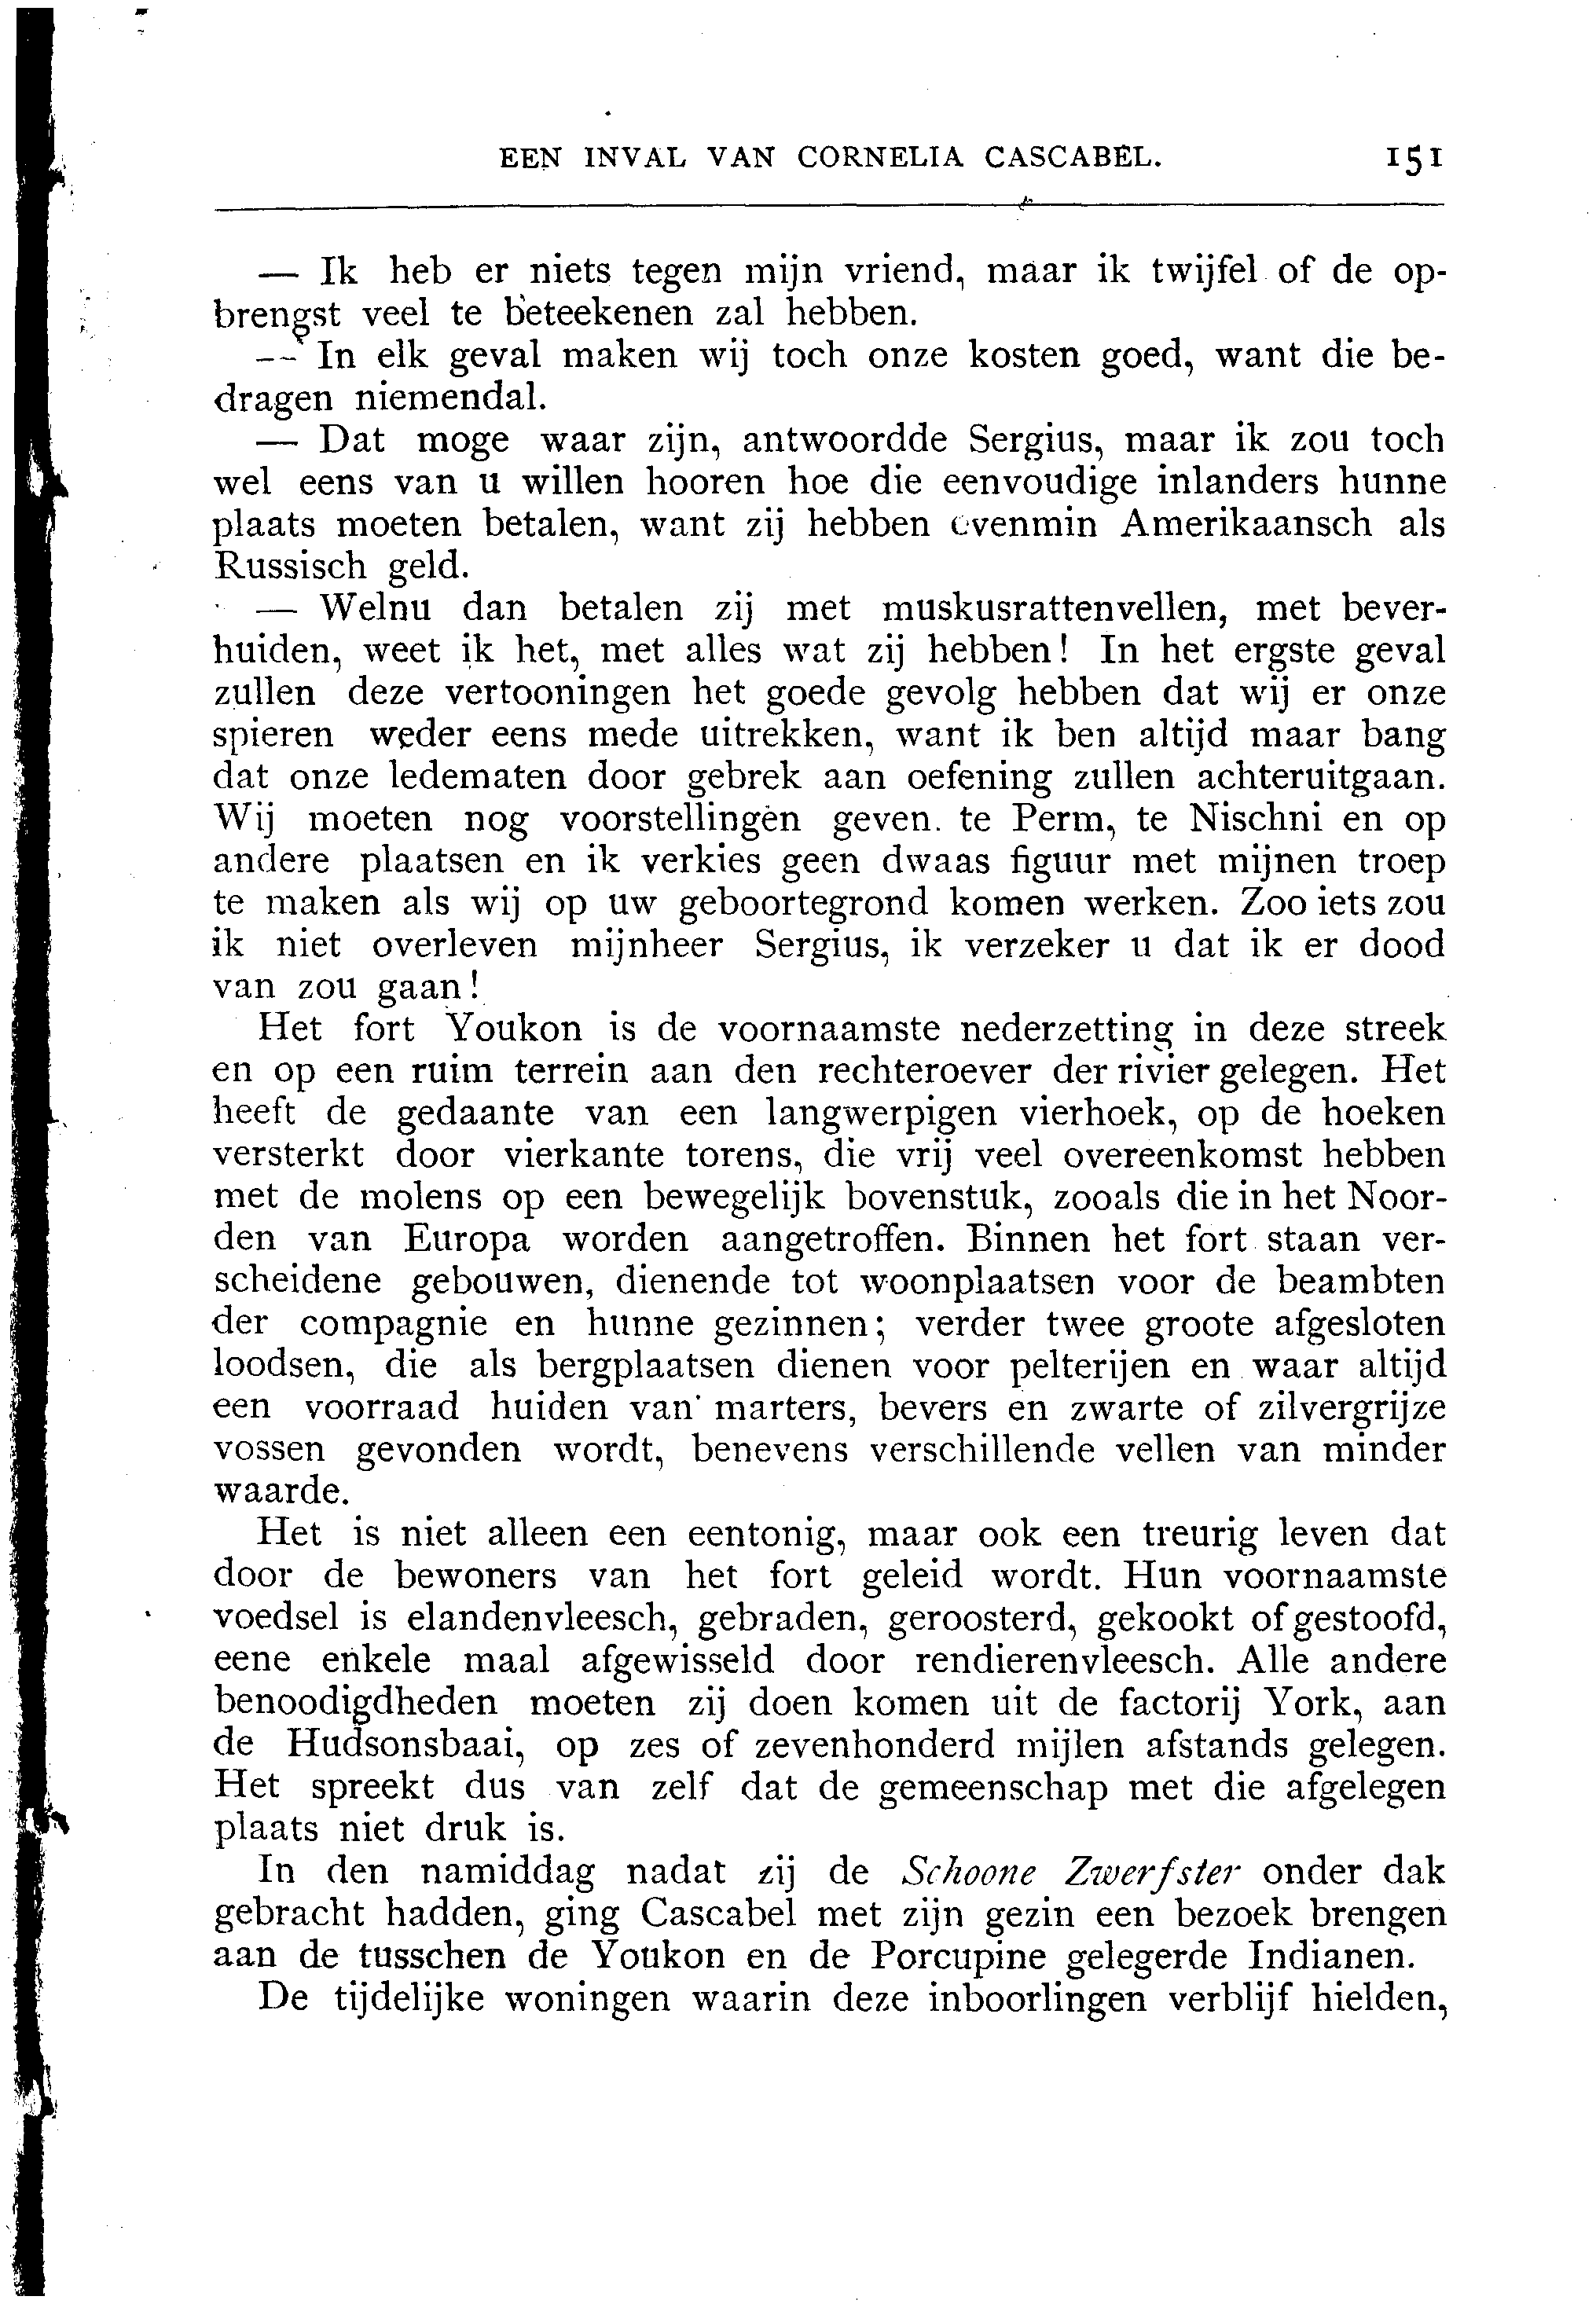 EEN INVAL VAN CORNELIA CASCABEL. 151
— Ik heb er niets tegen mijn vriend, maar ik twijfel of de op-
brengst veel te beteekenen zal hebben.
— In elk geval maken wij toch onze kosten goed, want die be-
dragen niemendal.
— Dat moge waar zijn, antwoordde Sergius, maar ik zou toch
wel eens van u willen hooren hoe die eenvoudige inlanders hunne
plaats moeten betalen, want zij hebben evenmin Amerikaansch als
Russisch geld.
— Welnu dan betalen zij met muskusrattenvellen, met bever-
huiden, weet ik het, met alles wat zij hebben! In het ergste geval
zullen deze vertooningen het goede gevolg hebben dat wij er onze
spieren weder eens mede uitrekken, want ik ben altijd maar bang
dat onze ledematen door gebrek aan oefening zullen achteruitgaan.
Wij moeten nog voorstellingen geven. te Perm, te Nischni en op
andere plaatsen en ik verkies geen dwaas figuur met mijnen troep
te maken als wij op uw geboortegrond komen werken. Zoo iets zou
ik niet overleven mijnheer Sergius, ik verzeker u dat ik er dood
van zou gaan!
Het fort Youkon is de voornaamste nederzetting in deze streek
en op een ruim terrein aan den rechteroever der rivier gelegen. Het
heeft de gedaante van een langwerpigen vierhoek, op de hoeken
versterkt door vierkante torens, die vrij veel overeenkomst hebben
met de molens op een bewegelijk bovenstuk, zooals die in het Noor-
den van Europa worden aangetroffen. Binnen het fort staan ver-
scheidene gebouwen, dienende tot woonplaatsen voor de beambten
der compagnie en hunne gezinnen; verder twee groote afgesloten
loodsen, die als bergplaatsen dienen voor pelterijen en waar altijd
een voorraad huiden van marters, bevers en zwarte of zilvergrijze
vossen gevonden wordt, benevens verschillende vellen van minder
waarde.
Het is niet alleen een eentonig, maar ook een treurig leven dat
door de bewoners van het fort geleid wordt. Hun voornaamste
voedsel is elandenvleesch, gebraden, geroosterd, gekookt of gestoofd,
eene enkele maal afgewisseld door rendierenvleesch. Alle andere
benoodigdheden moeten zij doen komen uit de factorij York, aan
de Hudsonsbaai, op zes of zevenhonderd mijlen afstands gelegen.
Het spreekt dus van zelf dat de gemeenschap met die afgelegen
plaats niet druk is.
In den namiddag nadat zij de Schoone Zwerfster onder dak
gebracht hadden, ging Cascabel met zijn gezin een bezoek brengen
aan de tusschen de Youkon en de Porcupine gelegerde Indianen.
De tijdelijke woningen waarin deze inboorlingen verblijf hielden,